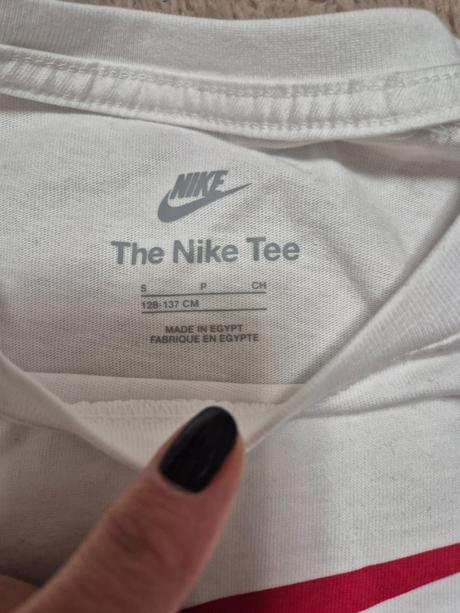 NIKE
The Nike Tee
S P CH
128-137 CM
MADE IN EGYPT
FABRIQUE EN EGYPTE